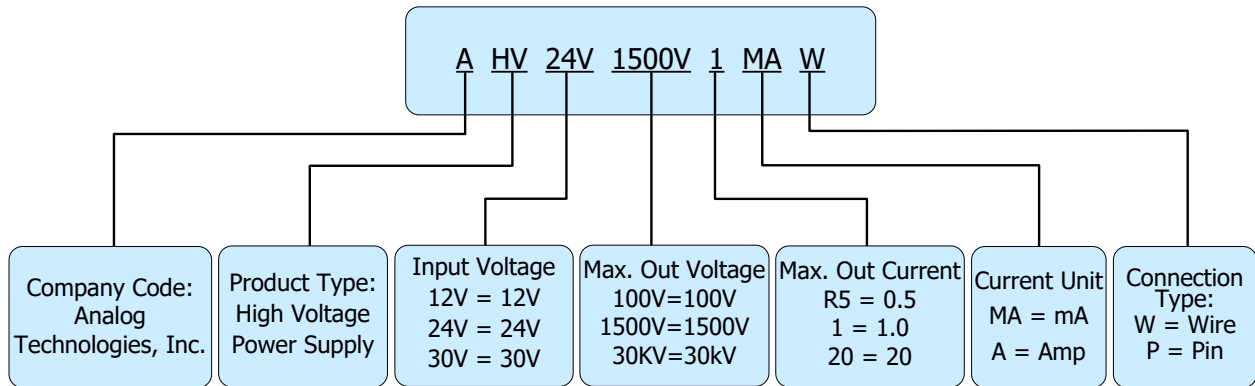 A HV 24V 1500V 1 MA W
Company Code:
Analog
Technologies, Inc.
Product Type:
High Voltage
Power Supply
Input Voltage
12V = 12V
24V = 24V
30V = 30V
Max. Out Voltage
100V=100V
1500V=1500V
30KV=30kV
Max. Out Current
R5 = 0.5
1 = 1.0
20 = 20
Current Unit
MA = mA
A = Amp
Connection
Type:
W = Wire
P = Pin